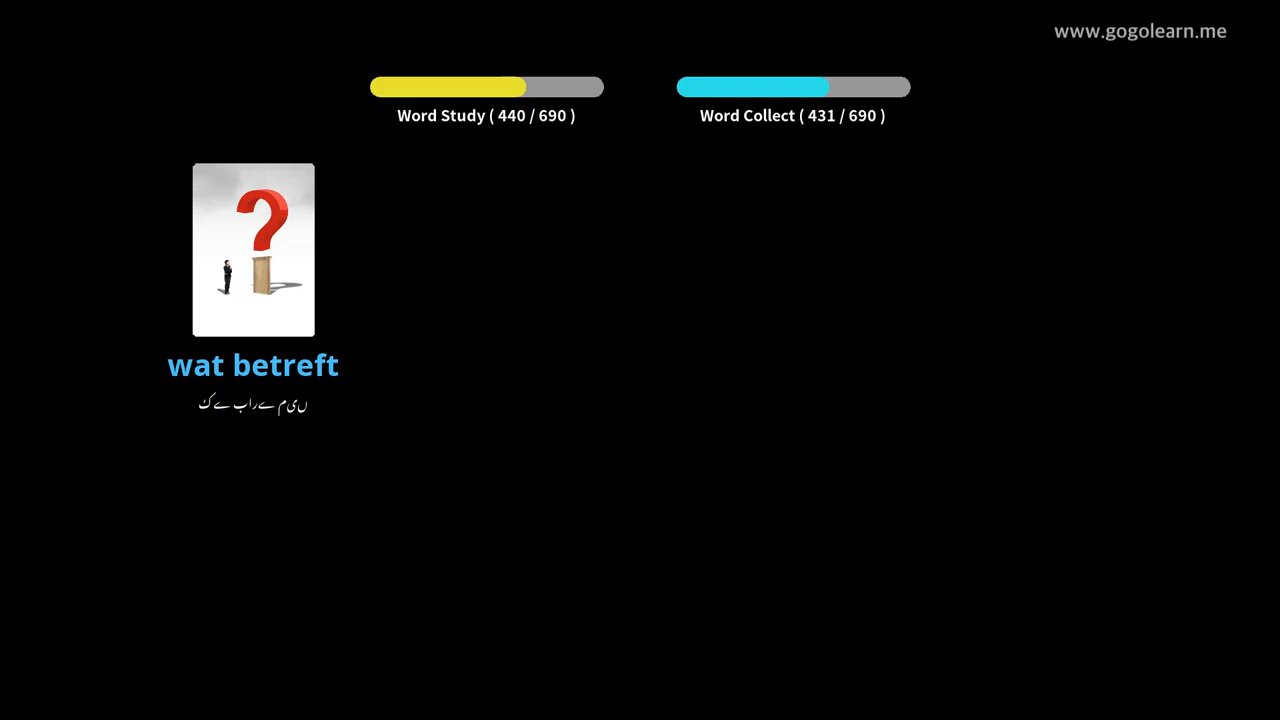 www.gogolearn.me
Word Study ( 440 / 690 )
Word Collect ( 431 / 690 )
wat betreft
کے بارے میں